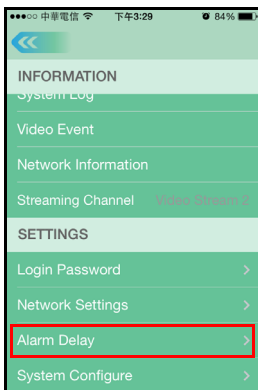 中華電信 下午3:29 84%
INFORMATION
System Log
Video Event
Network Information
Streaming Channel Video Stream 2
SETTINGS
Login Password
Network Settings
Alarm Delay
System Configure